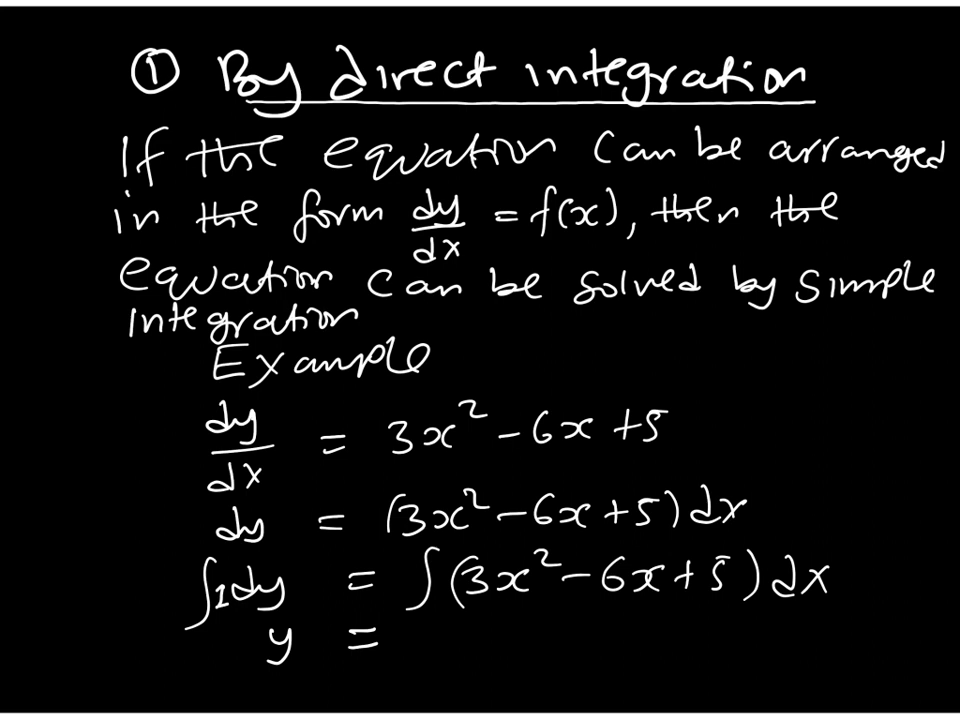 ① By direct integration
If the equation can be arranged
in the form dy/dx = f(x), then the
equation can be solved by simple
integration
Example
dy/dx = 3x² - 6x + 5
dy = (3x² - 6x + 5) dx
∫1dy = ∫(3x² - 6x + 5) dx
y =